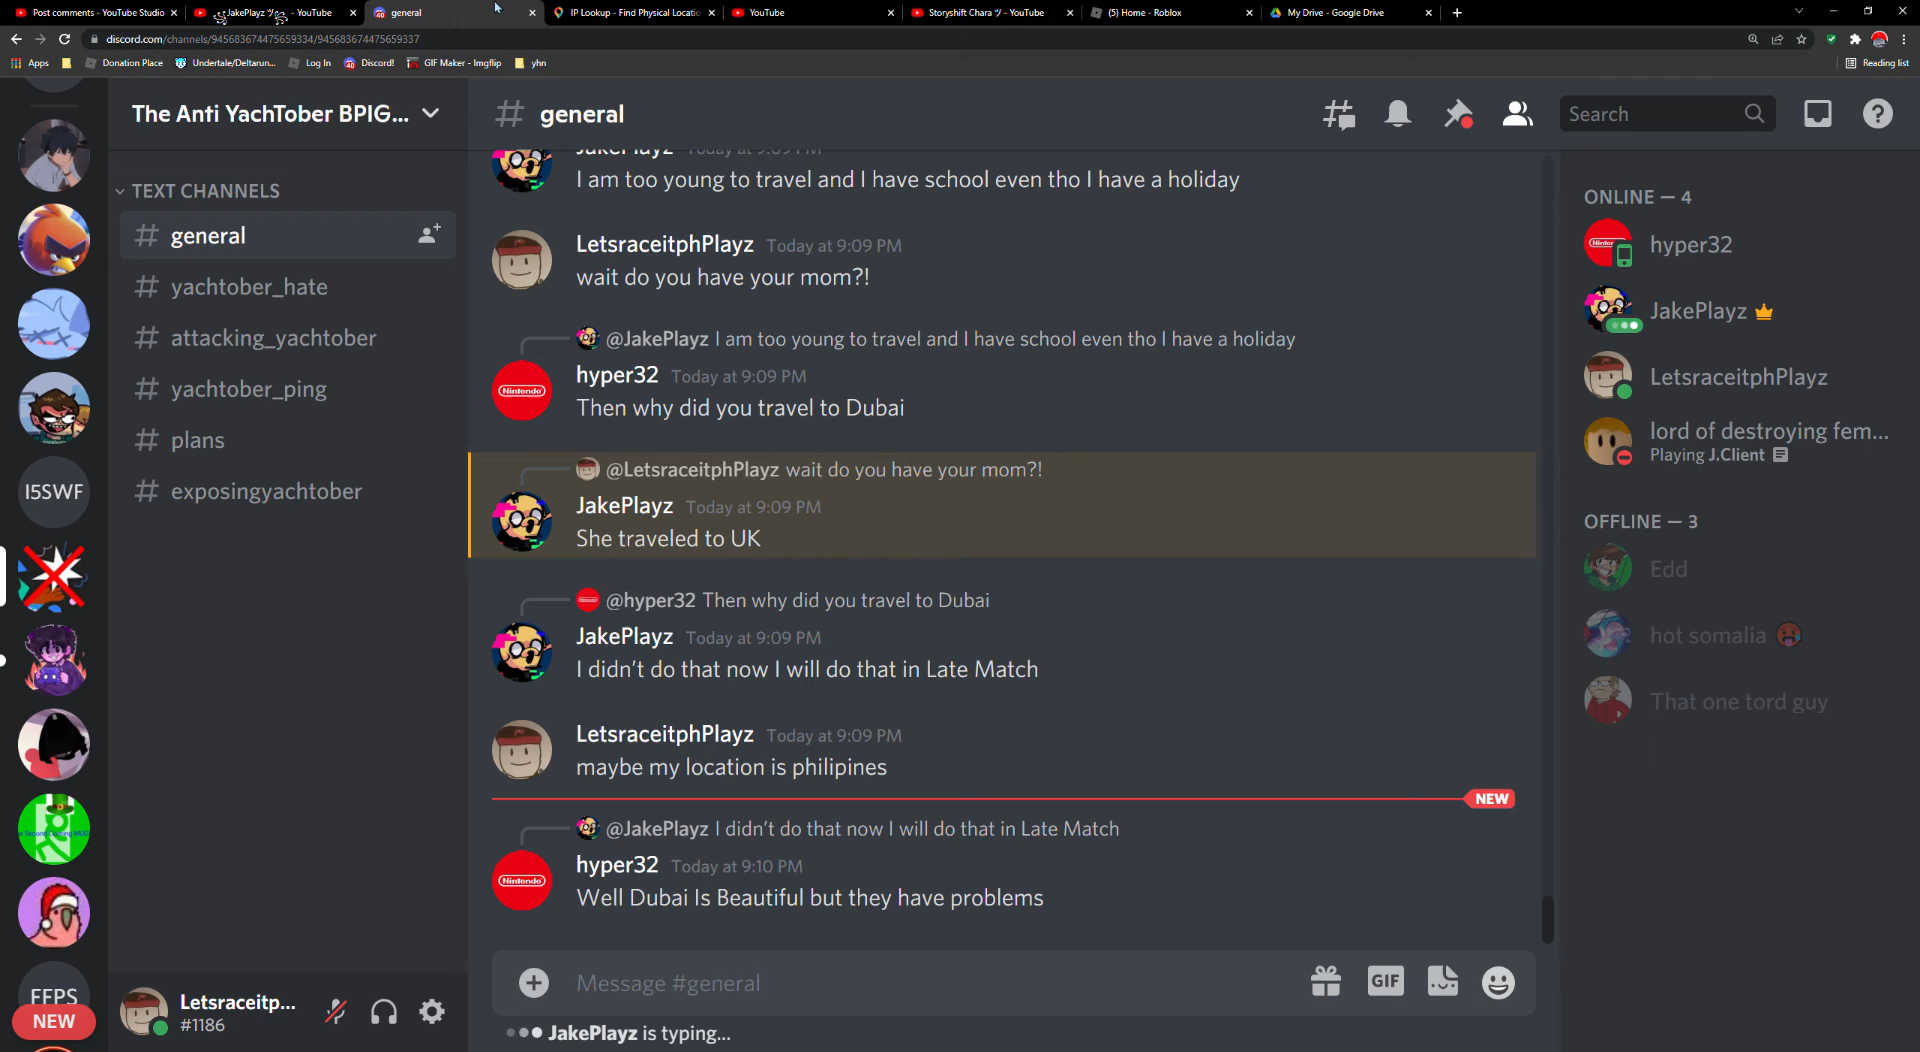 Post comments - YouTube Studio
JakePlayz ツ - YouTube
general
IP Lookup - Find Physical Locatio
YouTube
Storyshift Chara ツ - YouTube
(5) Home - Roblox
My Drive - Google Drive
discord.com/channels/945683674475659334/945683674475659337
Apps
Donation Place
Undertale/Deltarun...
Log In
40 Discord!
GIF Maker - Imgflip
yhn
Reading list
The Anti YachTober BPIG...
general
Search
TEXT CHANNELS
general
yachtober_hate
attacking_yachtober
yachtober_ping
plans
exposingyachtober
I5SWF
FFPS
NEW
Letsraceitp...
#1186
JakePlayz Today at 9:09 PM
I am too young to travel and I have school even tho I have a holiday
LetsraceitphPlayz Today at 9:09 PM
wait do you have your mom?!
@JakePlayz I am too young to travel and I have school even tho I have a holiday
hyper32 Today at 9:09 PM
Nintendo
Then why did you travel to Dubai
@LetsraceitphPlayz wait do you have your mom?!
JakePlayz Today at 9:09 PM
She traveled to UK
@hyper32 Then why did you travel to Dubai
JakePlayz Today at 9:09 PM
I didn't do that now I will do that in Late Match
LetsraceitphPlayz Today at 9:09 PM
maybe my location is philipines
NEW
@JakePlayz I didn't do that now I will do that in Late Match
hyper32 Today at 9:10 PM
Nintendo
Well Dubai Is Beautiful but they have problems
Message #general
GIF
JakePlayz is typing...
ONLINE — 4
hyper32
JakePlayz
LetsraceitphPlayz
lord of destroying fem...
Playing J.Client
OFFLINE — 3
Edd
hot somalia
That one tord guy